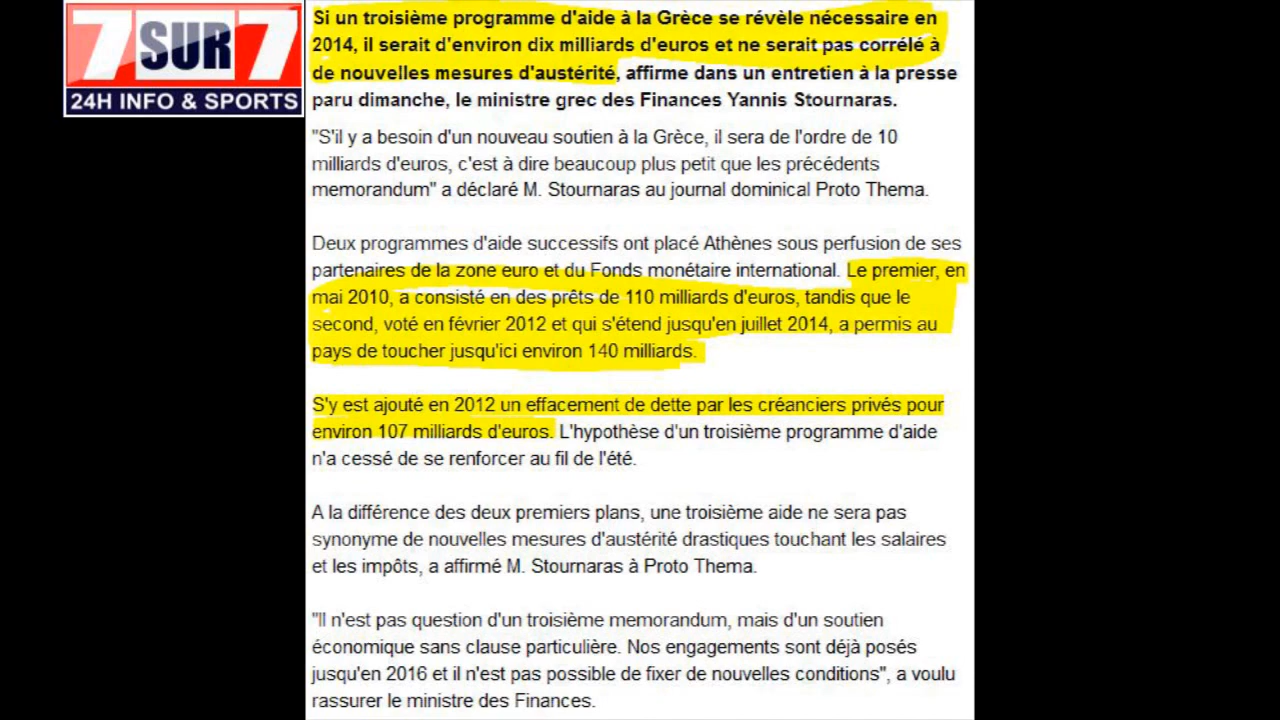 7 SUR 7
24H INFO & SPORTS
Si un troisième programme d'aide à la Grèce se révèle nécessaire en
2014, il serait d'environ dix milliards d'euros et ne serait pas corrélé à
de nouvelles mesures d'austérité, affirme dans un entretien à la presse
paru dimanche, le ministre grec des Finances Yannis Stournaras.
"S'il y a besoin d'un nouveau soutien à la Grèce, il sera de l'ordre de 10
milliards d'euros, c'est à dire beaucoup plus petit que les précédents
memorandum" a déclaré M. Stournaras au journal dominical Proto Thema.
Deux programmes d'aide successifs ont placé Athènes sous perfusion de ses
partenaires de la zone euro et du Fonds monétaire international. Le premier, en
mai 2010, a consisté en des prêts de 110 milliards d'euros, tandis que le
second, voté en février 2012 et qui s'étend jusqu'en juillet 2014, a permis au
pays de toucher jusqu'ici environ 140 milliards.
S'y est ajouté en 2012 un effacement de dette par les créanciers privés pour
environ 107 milliards d'euros. L'hypothèse d'un troisième programme d'aide
n'a cessé de se renforcer au fil de l'été.
A la différence des deux premiers plans, une troisième aide ne sera pas
synonyme de nouvelles mesures d'austérité drastiques touchant les salaires
et les impôts, a affirmé M. Stournaras à Proto Thema.
"Il n'est pas question d'un troisième memorandum, mais d'un soutien
économique sans clause particulière. Nos engagements sont déjà posés
jusqu'en 2016 et il n'est pas possible de fixer de nouvelles conditions", a voulu
rassurer le ministre des Finances.